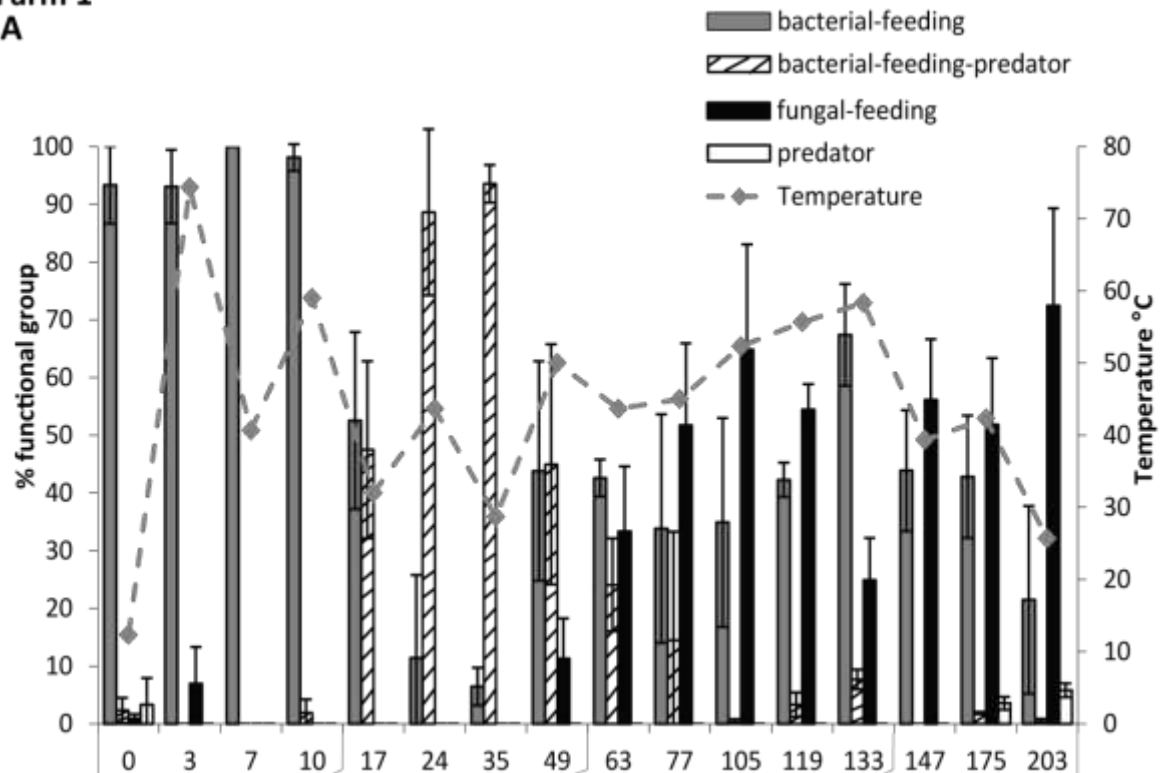 A
bacterial-feeding
bacterial-feeding-predator
fungal-feeding
predator
Temperature
100
90
80
70
60
50
40
30
20
10
0
% functional group
80
70
60
50
40
30
20
10
0
Temperature °C
0 3 7 10 17 24 35 49 63 77 105 119 133 147 175 203